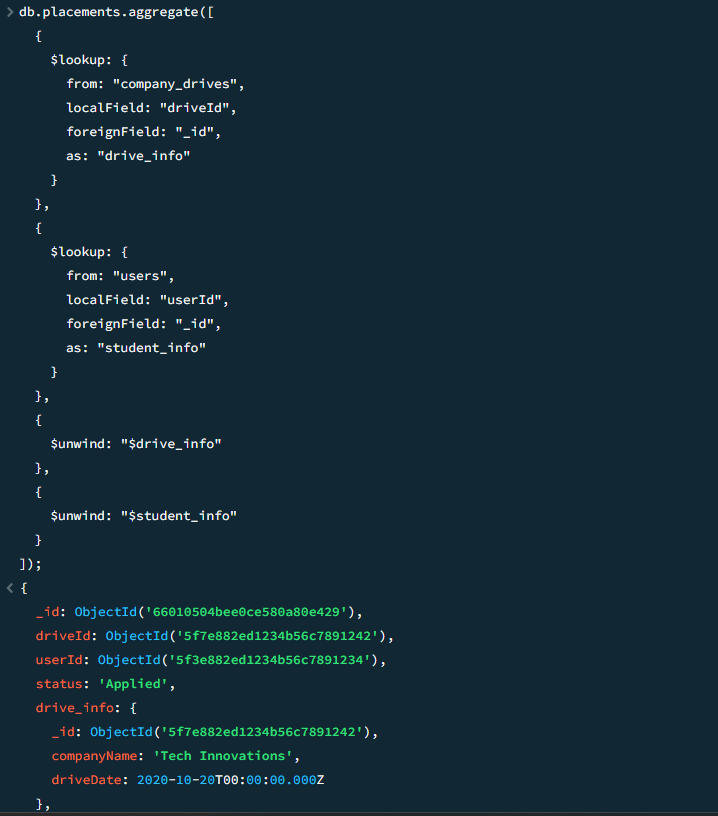 > db.placements.aggregate([
{
$lookup: {
from: "company_drives",
localField: "driveId",
foreignField: "_id",
as: "drive_info"
}
},
{
$lookup: {
from: "users",
localField: "userId",
foreignField: "_id",
as: "student_info"
}
},
{
$unwind: "$drive_info"
},
{
$unwind: "$student_info"
}
]);
< {
_id: ObjectId('66010504bee0ce580a80e429'),
driveId: ObjectId('5f7e882ed1234b56c7891242'),
userId: ObjectId('5f3e882ed1234b56c7891234'),
status: 'Applied',
drive_info: {
_id: ObjectId('5f7e882ed1234b56c7891242'),
companyName: 'Tech Innovations',
driveDate: 2020-10-20T00:00:00.000Z
},